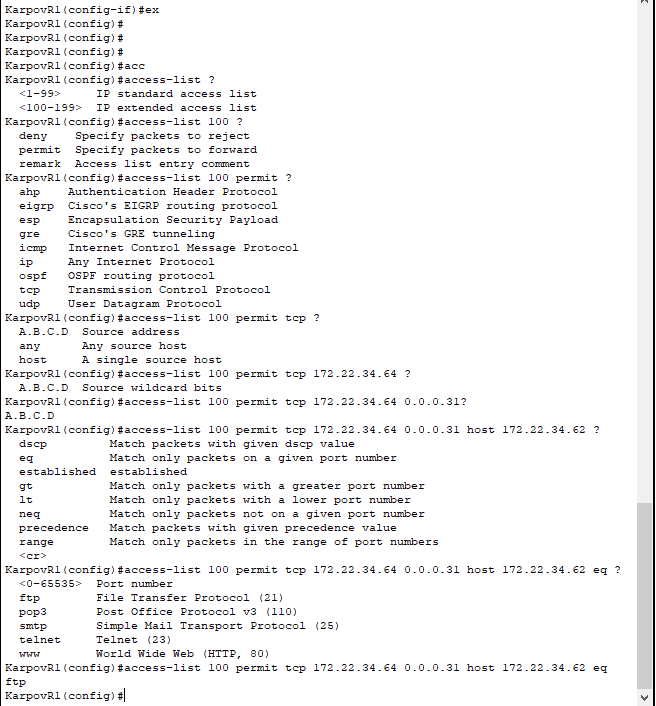 KarpovR1(config-if)#ex
KarpovR1(config)#
KarpovR1(config)#
KarpovR1(config)#
KarpovR1(config)#acc
KarpovR1(config)#access-list ?
  <1-99>     IP standard access list
  <100-199>  IP extended access list
KarpovR1(config)#access-list 100 ?
  deny    Specify packets to reject
  permit  Specify packets to forward
  remark  Access list entry comment
KarpovR1(config)#access-list 100 permit ?
  ahp    Authentication Header Protocol
  eigrp  Cisco's EIGRP routing protocol
  esp    Encapsulation Security Payload
  gre    Cisco's GRE tunneling
  icmp   Internet Control Message Protocol
  ip     Any Internet Protocol
  ospf   OSPF routing protocol
  tcp    Transmission Control Protocol
  udp    User Datagram Protocol
KarpovR1(config)#access-list 100 permit tcp ?
  A.B.C.D  Source address
  any      Any source host
  host     A single source host
KarpovR1(config)#access-list 100 permit tcp 172.22.34.64 ?
  A.B.C.D  Source wildcard bits
KarpovR1(config)#access-list 100 permit tcp 172.22.34.64 0.0.0.31?
A.B.C.D
KarpovR1(config)#access-list 100 permit tcp 172.22.34.64 0.0.0.31 host 172.22.34.62 ?
  dscp         Match packets with given dscp value
  eq           Match only packets on a given port number
  established  established
  gt           Match only packets with a greater port number
  lt           Match only packets with a lower port number
  neq          Match only packets not on a given port number
  precedence   Match packets with given precedence value
  range        Match only packets in the range of port numbers
  <cr>
KarpovR1(config)#access-list 100 permit tcp 172.22.34.64 0.0.0.31 host 172.22.34.62 eq ?
  <0-65535>  Port number
  ftp        File Transfer Protocol (21)
  pop3       Post Office Protocol v3 (110)
  smtp       Simple Mail Transport Protocol (25)
  telnet     Telnet (23)
  www        World Wide Web (HTTP, 80)
KarpovR1(config)#access-list 100 permit tcp 172.22.34.64 0.0.0.31 host 172.22.34.62 eq
ftp
KarpovR1(config)#